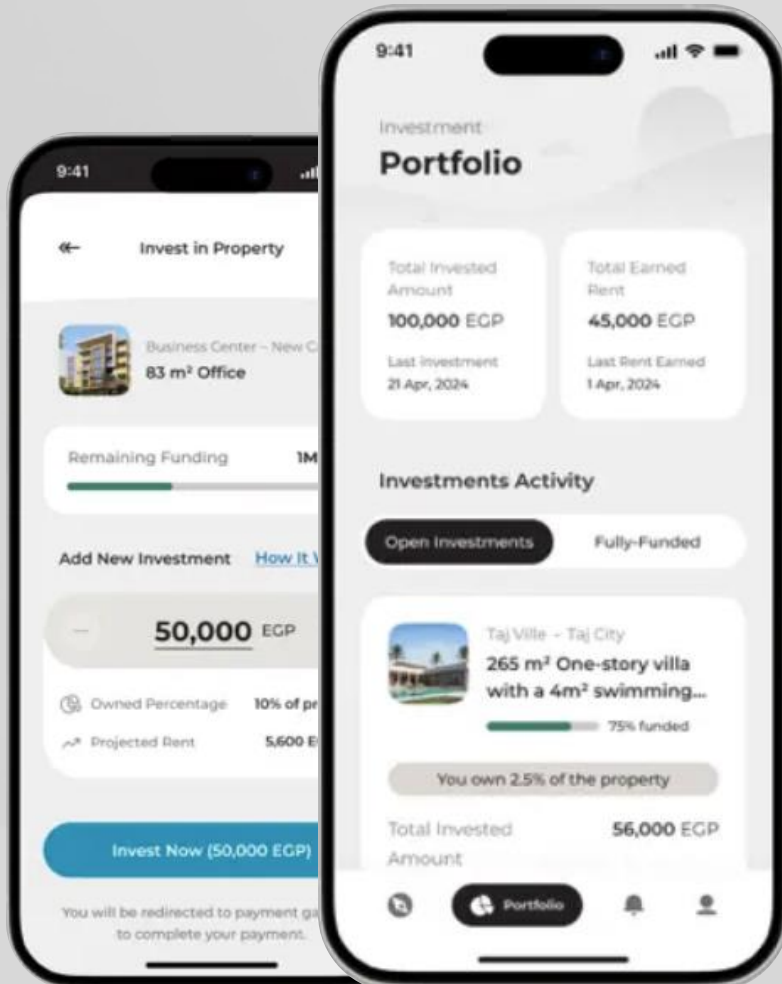 9:41
Invest in Property
Business Center – New C
83 m² Office
Remaining Funding 1M
Add New Investment How It
50,000 EGP
Owned Percentage 10% of pr
Projected Rent 5,600 E
Invest Now (50,000 EGP)
You will be redirected to payment ga
to complete your payment.
9:41
Investment
Portfolio
Total Invested
Amount
100,000 EGP
Last investment
21 Apr, 2024
Total Earned
Rent
45,000 EGP
Last Rent Earned
1 Apr, 2024
Investments Activity
Open Investments
Fully-Funded
Taj Ville - Taj City
265 m² One-story villa
with a 4m² swimming...
75% funded
You own 2.5% of the property
Total Invested
Amount
56,000 EGP
Portfolio